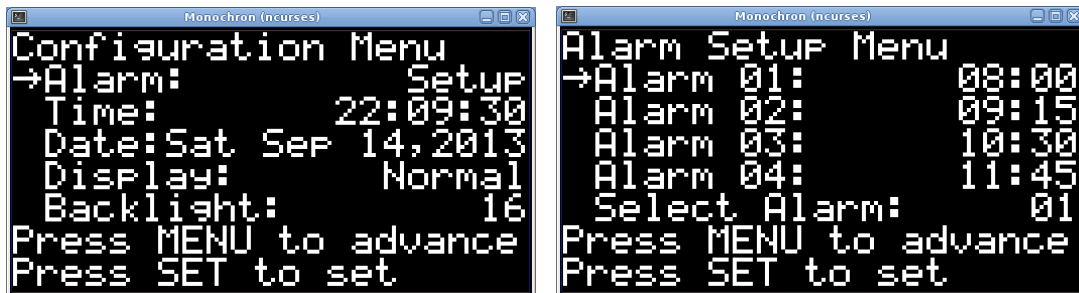 Monochron (ncurses)
Configuration Menu
→Alarm: Setup
Time: 22:09:30
Date:Sat Sep 14,2013
Display: Normal
Backlight: 16
Press MENU to advance
Press SET to set
Monochron (ncurses)
Alarm Setup Menu
→Alarm 01: 08:00
Alarm 02: 09:15
Alarm 03: 10:30
Alarm 04: 11:45
Select Alarm: 01
Press MENU to advance
Press SET to set